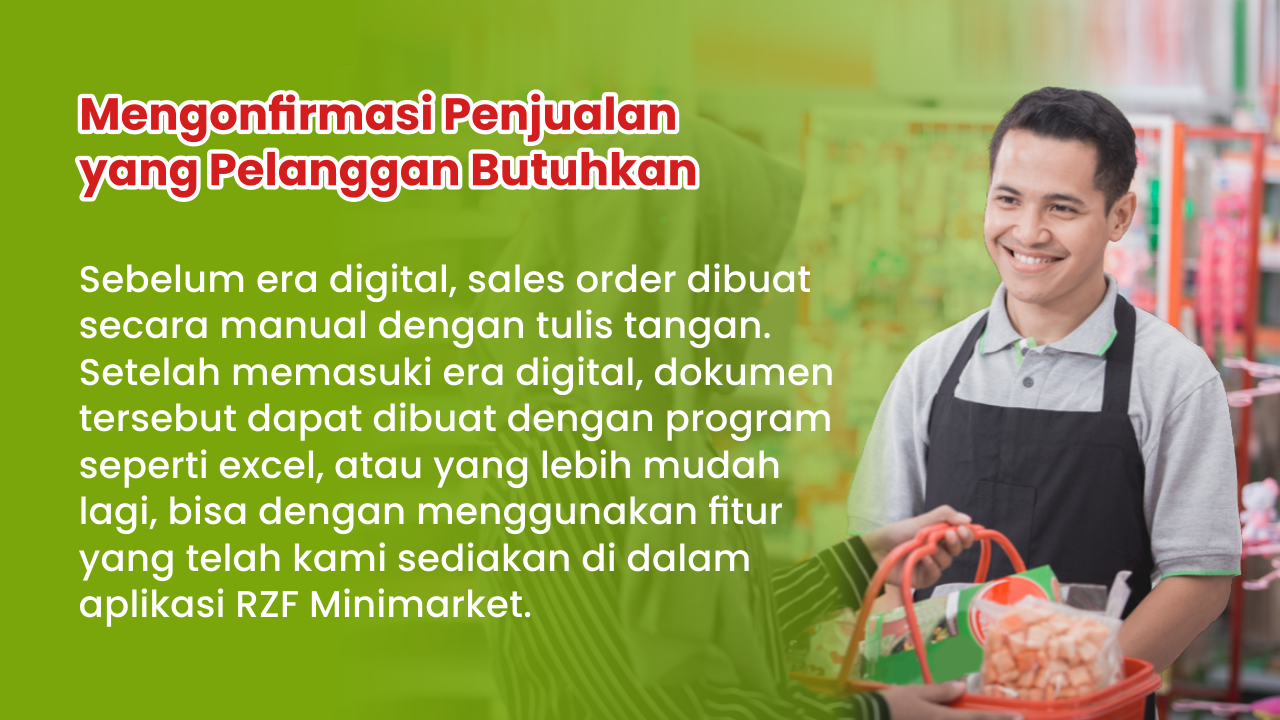 Mengonfirmasi Penjualan
yang Pelanggan Butuhkan
Sebelum era digital, sales order dibuat
secara manual dengan tulis tangan.
Setelah memasuki era digital, dokumen
tersebut dapat dibuat dengan program
seperti excel, atau yang lebih mudah
lagi, bisa dengan menggunakan fitur
yang telah kami sediakan di dalam
aplikasi RZF Minimarket.